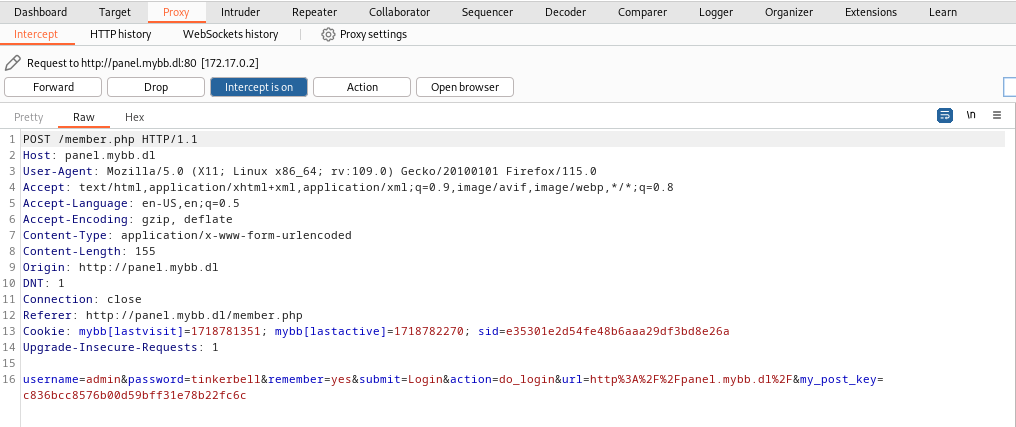 Dashboard Target Proxy Intruder Repeater Collaborator Sequencer Decoder Comparer Logger Organizer Extensions Learn
Intercept HTTP history WebSockets history Proxy settings
Request to http://panel.mybb.dl:80 [172.17.0.2]
Forward Drop Intercept is on Action Open browser
Pretty Raw Hex \n
1 POST /member.php HTTP/1.1
2 Host: panel.mybb.dl
3 User-Agent: Mozilla/5.0 (X11; Linux x86_64; rv:109.0) Gecko/20100101 Firefox/115.0
4 Accept: text/html,application/xhtml+xml,application/xml;q=0.9,image/avif,image/webp,*/*;q=0.8
5 Accept-Language: en-US,en;q=0.5
6 Accept-Encoding: gzip, deflate
7 Content-Type: application/x-www-form-urlencoded
8 Content-Length: 155
9 Origin: http://panel.mybb.dl
10 DNT: 1
11 Connection: close
12 Referer: http://panel.mybb.dl/member.php
13 Cookie: mybb[lastvisit]=1718781351; mybb[lastactive]=1718782270; sid=e35301e2d54fe48b6aaa29df3bd8e26a
14 Upgrade-Insecure-Requests: 1
15
16 username=admin&password=tinkerbell&remember=yes&submit=Login&action=do_login&url=http%3A%2F%2Fpanel.mybb.dl%2F&my_post_key=
c836bcc8576b00d59bff31e78b22fc6c